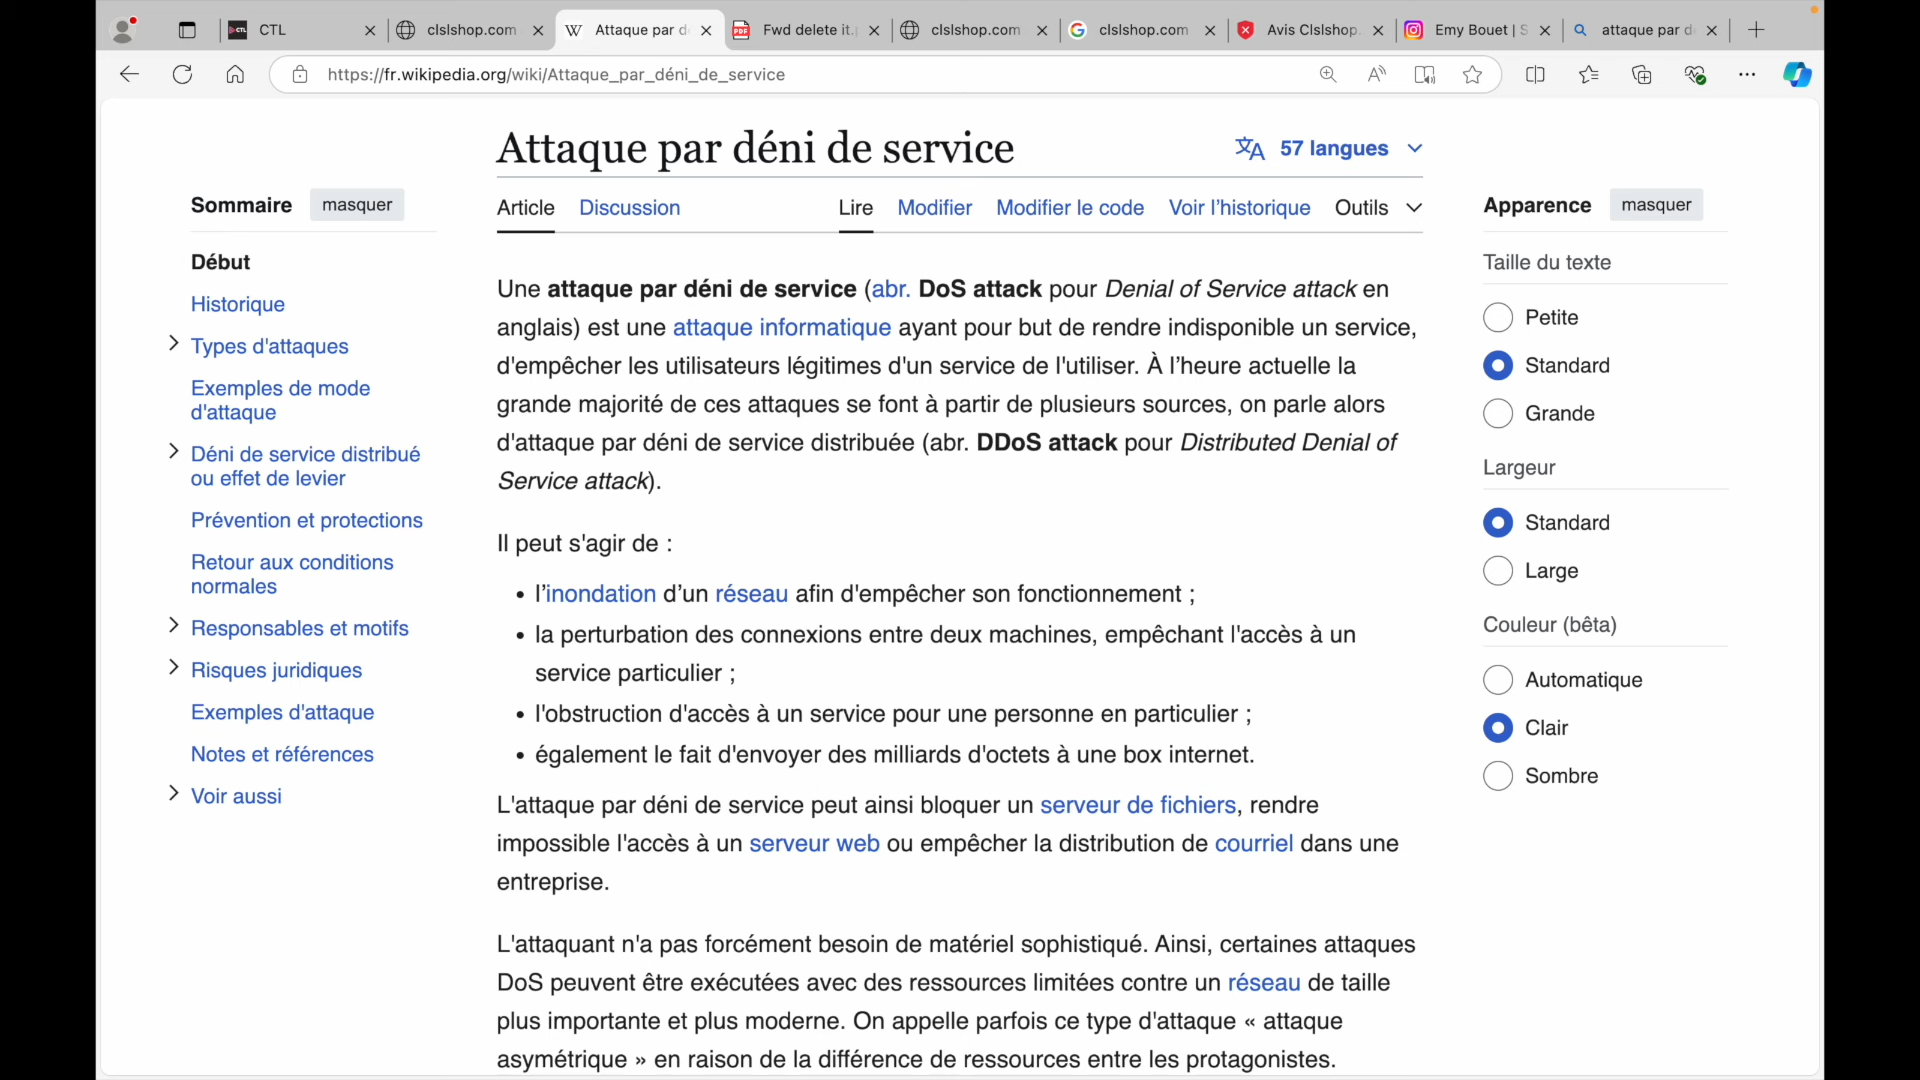 CTL
clslshop.com
Attaque par d
Fwd delete it.
clslshop.com
clslshop.com
Avis Clslshop.
Emy Bouet | S
attaque par d
https://fr.wikipedia.org/wiki/Attaque_par_déni_de_service
Attaque par déni de service
57 langues
Sommaire
masquer
Article
Discussion
Lire
Modifier
Modifier le code
Voir l’historique
Outils
Début
Historique
Types d'attaques
Exemples de mode
d'attaque
Déni de service distribué
ou effet de levier
Prévention et protections
Retour aux conditions
normales
Responsables et motifs
Risques juridiques
Exemples d'attaque
Notes et références
Voir aussi
Une attaque par déni de service (abr. DoS attack pour Denial of Service attack en
anglais) est une attaque informatique ayant pour but de rendre indisponible un service,
d'empêcher les utilisateurs légitimes d'un service de l'utiliser. À l’heure actuelle la
grande majorité de ces attaques se font à partir de plusieurs sources, on parle alors
d'attaque par déni de service distribuée (abr. DDoS attack pour Distributed Denial of
Service attack).
Il peut s'agir de :
• l’inondation d’un réseau afin d'empêcher son fonctionnement ;
• la perturbation des connexions entre deux machines, empêchant l'accès à un
service particulier ;
• l'obstruction d'accès à un service pour une personne en particulier ;
• également le fait d'envoyer des milliards d'octets à une box internet.
L'attaque par déni de service peut ainsi bloquer un serveur de fichiers, rendre
impossible l'accès à un serveur web ou empêcher la distribution de courriel dans une
entreprise.
L'attaquant n'a pas forcément besoin de matériel sophistiqué. Ainsi, certaines attaques
DoS peuvent être exécutées avec des ressources limitées contre un réseau de taille
plus importante et plus moderne. On appelle parfois ce type d'attaque « attaque
asymétrique » en raison de la différence de ressources entre les protagonistes.
Apparence
masquer
Taille du texte
Petite
Standard
Grande
Largeur
Standard
Large
Couleur (bêta)
Automatique
Clair
Sombre